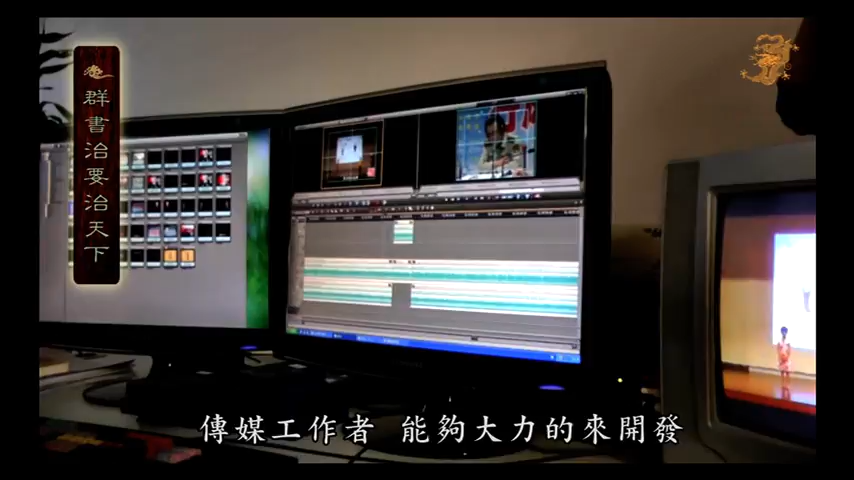 群書治要治天下
傳媒工作者 能夠大力的來開發